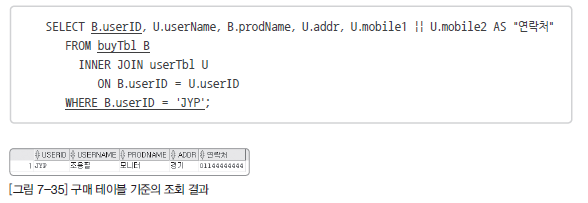 SELECT B.userID, U.userName, B.prodName, U.addr, U.mobile1 || U.mobile2 AS "연락처"
FROM buyTbl B
INNER JOIN userTbl U
ON B.userID = U.userID
WHERE B.userID = 'JYP';
USERID USERNAME PRODNAME ADDR 연락처
1 JYP 조용필 모니터 경기 01144444444
[그림 7-35] 구매 테이블 기준의 조회 결과